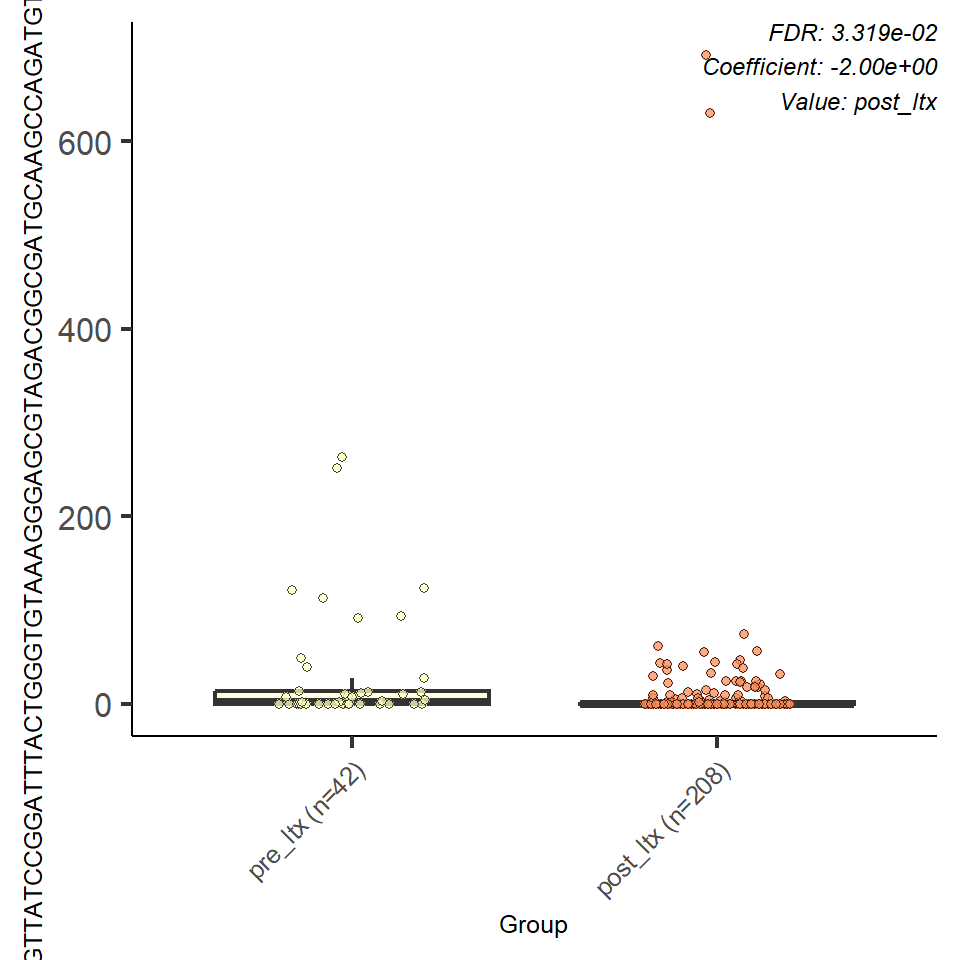 GTTATCCGGATTTACTGGGTGTAAAGGGAGCGTAGACGGCGATGCAAGCCAGATGT
600
400
200
0
FDR: 3.319e-02
Coefficient: -2.00e+00
Value: post_ltx
pre_ltx (n=42)
post_ltx (n=208)
Group